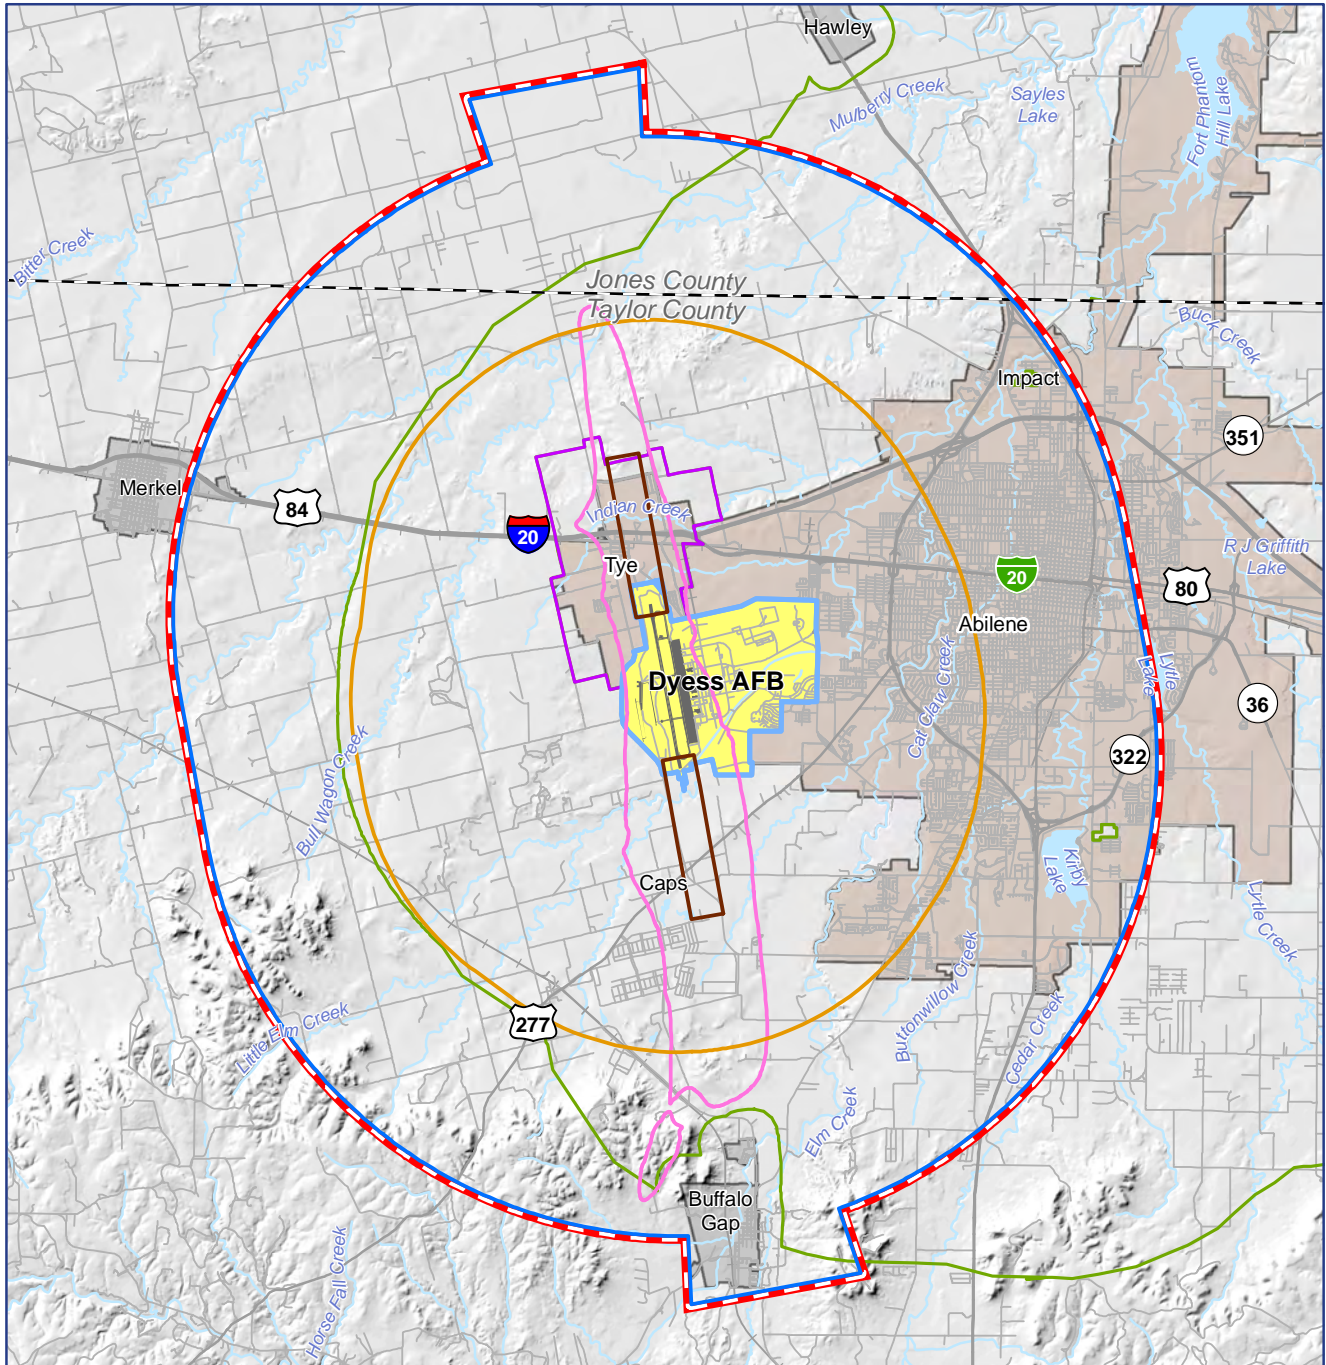 Hawley
Mulberry Creek
Sayles
Lake
Fort Phantom
Hill Lake
Bitter Creek
Jones County
Taylor County
Buck Creek
Impact
351
Merkel
84
20
Indian Creek
Tye
R J Griffith
Lake
20
80
Abilene
Dyess AFB
Cat Claw Creek
Lytle
Lake
36
322
Bull Wagon Creek
Caps
Kirby
Lake
Lytle Creek
277
Little Elm Creek
Buttonwillow Creek
Cedar Creek
Elm Creek
Buffalo
Gap
Horse Fall Creek